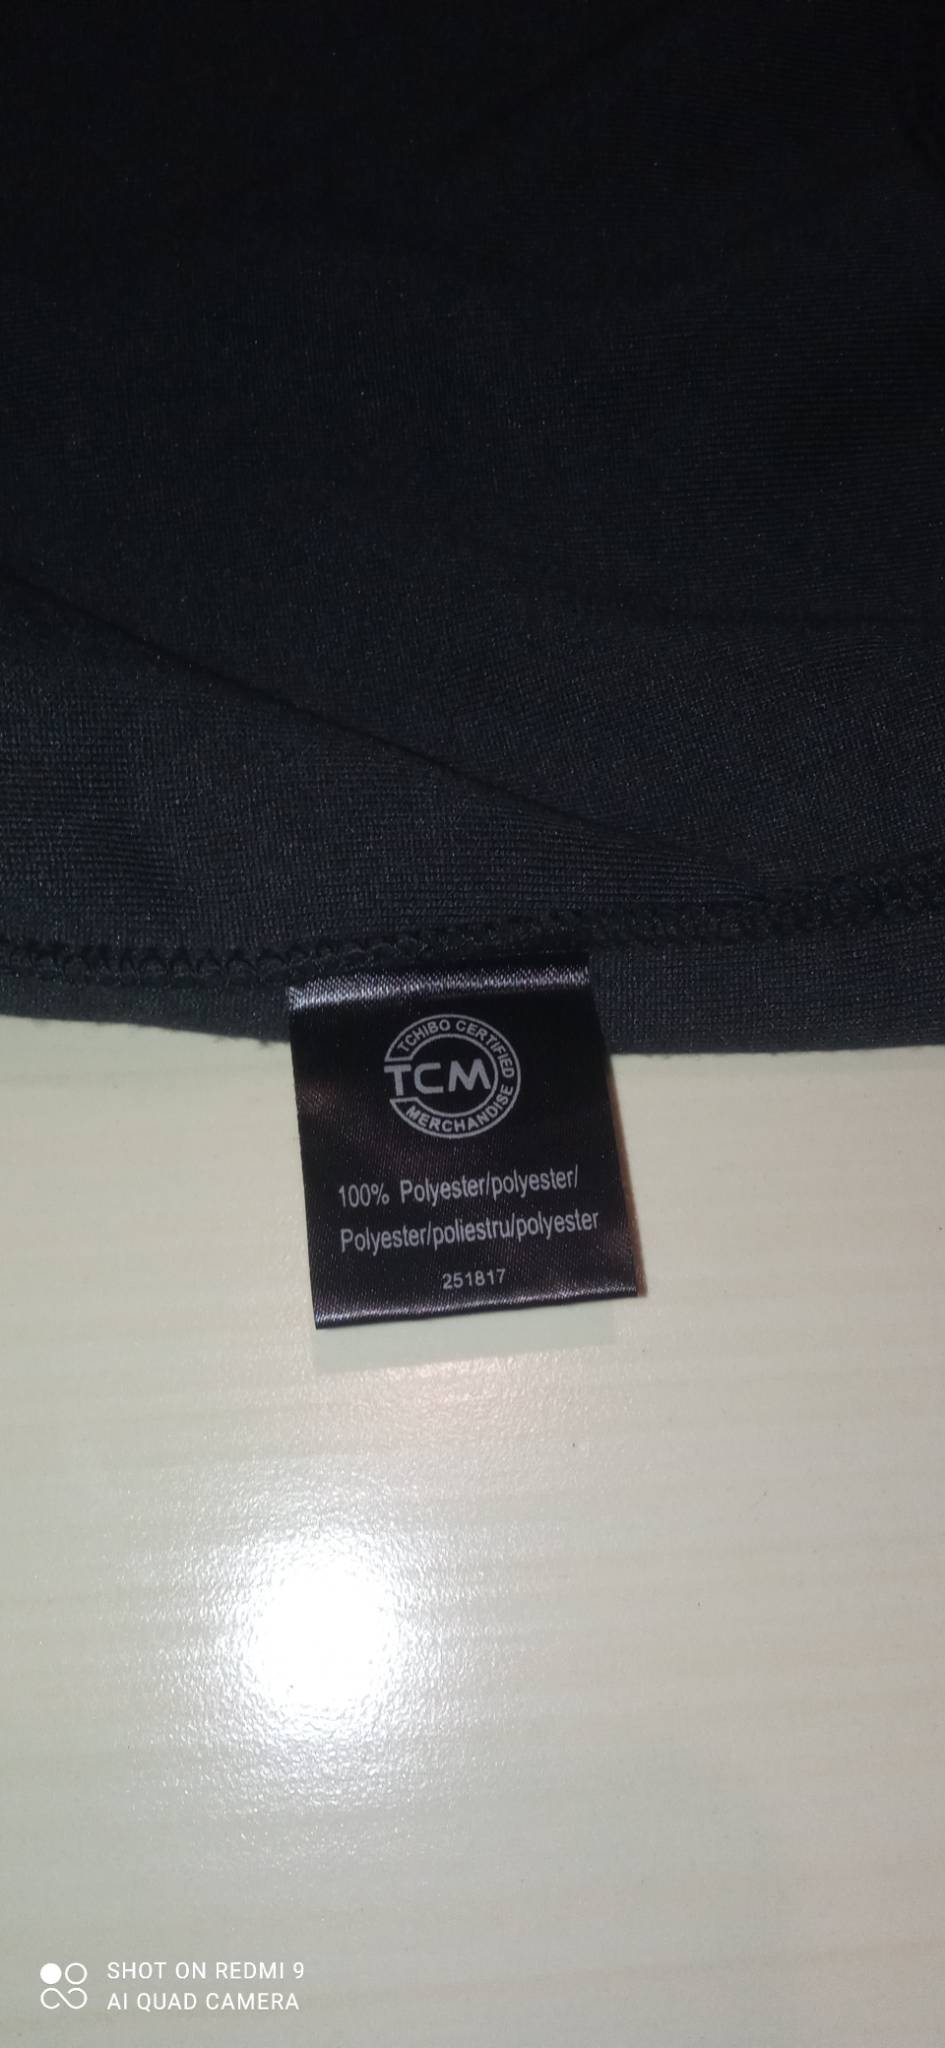 TCHIBO CERTIFIED
TCM
MERCHANDISE
100% Polyester/polyester/
Polyester/poliestru/polyester
251817
SHOT ON REDMI 9
AI QUAD CAMERA